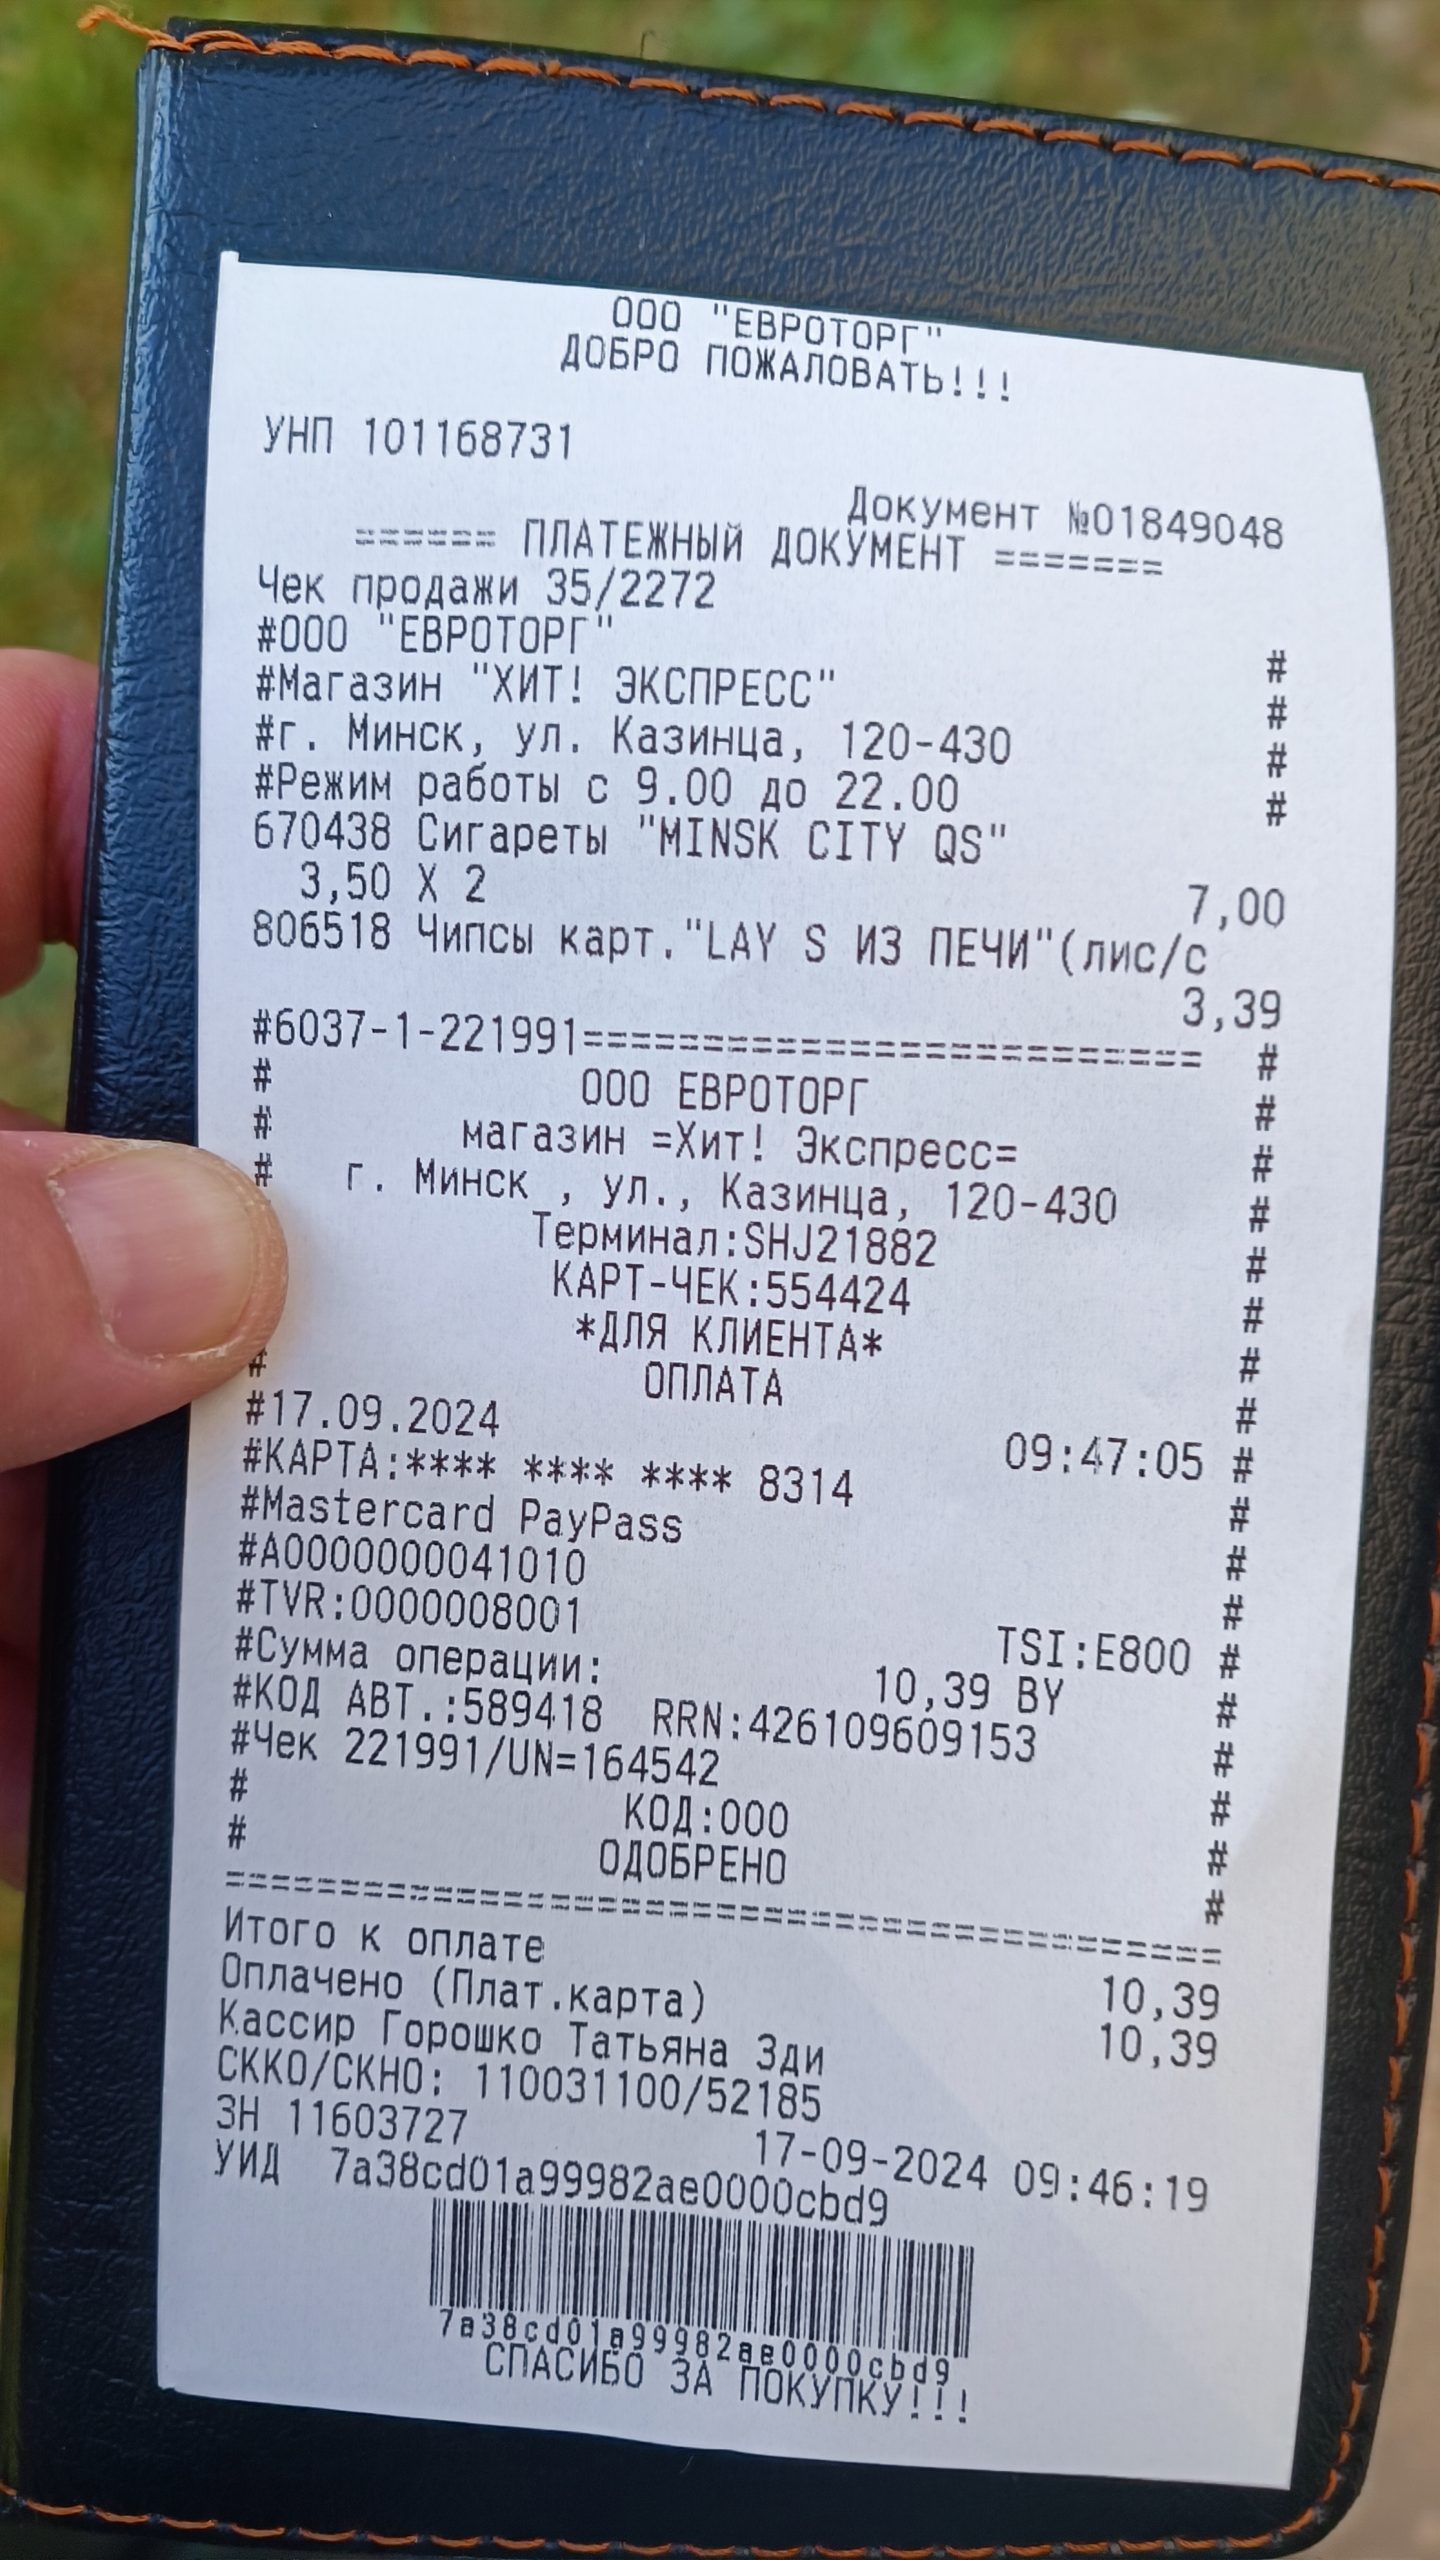 ООО "ЕВРОТОРГ"
ДОБРО ПОЖАЛОВАТЬ!!!
УНП 101168731
Документ №01849048
====== ПЛАТЕЖНЫЙ ДОКУМЕНТ =======
Чек продажи 35/2272
#ООО "ЕВРОТОРГ" #
#Магазин "ХИТ! ЭКСПРЕСС" #
#г. Минск, ул. Казинца, 120-430 #
#Режим работы с 9.00 до 22.00 #
670438 Сигареты "MINSK CITY QS"
3,50 X 2 7,00
806518 Чипсы карт."LAY S ИЗ ПЕЧИ"(лис/с
3,39
#6037-1-221991========================== #
# ООО ЕВРОТОРГ #
# магазин =Хит! Экспресс= #
# г. Минск , ул., Казинца, 120-430 #
Терминал:SHJ21882 #
КАРТ-ЧЕК:554424 #
*ДЛЯ КЛИЕНТА* #
# ОПЛАТА #
#17.09.2024 09:47:05 #
#КАРТА:**** **** **** 8314 #
#Mastercard PayPass #
#A0000000041010 #
#TVR:0000008001 TSI:E800 #
#Сумма операции: 10,39 BY #
#КОД АВТ.:589418 RRN:426109609153 #
#Чек 221991/UN=164542 #
# КОД:000 #
# ОДОБРЕНО #
==========================================
Итого к оплате 10,39
Оплачено (Плат.карта) 10,39
Кассир Горошко Татьяна Зди
СККО/СКНО: 110031100/52185
ЗН 11603727 17-09-2024 09:46:19
УИД 7a38cd01a99982ae0000cbd9
7a38cd01a99982ae0000cbd9
СПАСИБО ЗА ПОКУПКУ!!!